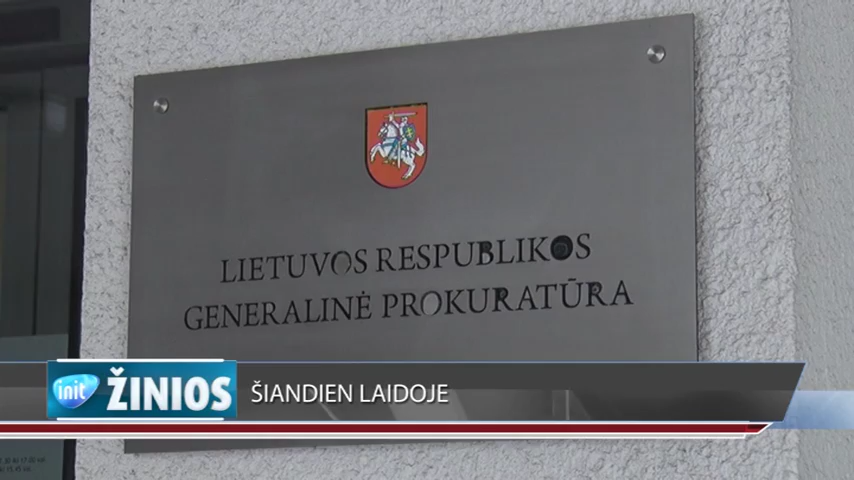 LIETUVOS RESPUBLIKOS
GENERALINĖ PROKURATŪRA
init
ŽINIOS
ŠIANDIEN LAIDOJE